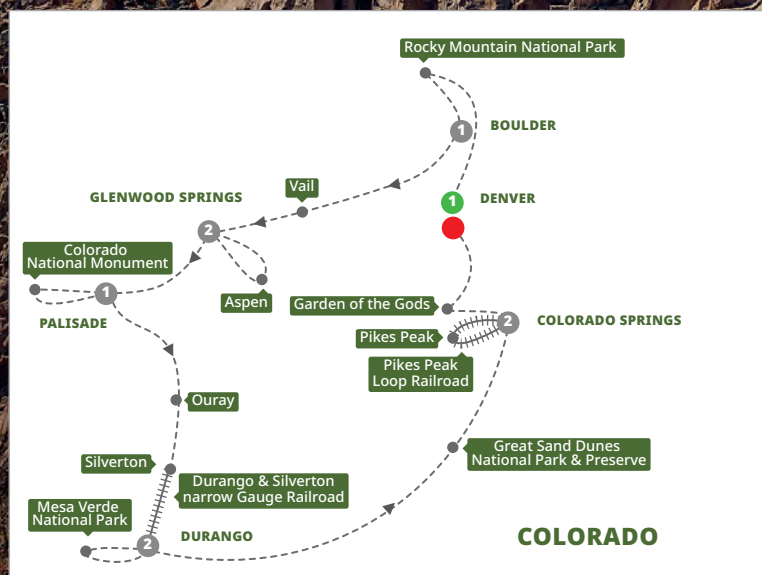 Rocky Mountain National Park
1
BOULDER
Vail
GLENWOOD SPRINGS
1
DENVER
2
Colorado
National Monument
1
Aspen
Garden of the Gods
PALISADE
2
COLORADO SPRINGS
Pikes Peak
Pikes Peak
Loop Railroad
Ouray
Great Sand Dunes
National Park & Preserve
Silverton
Durango & Silverton
narrow Gauge Railroad
Mesa Verde
National Park
2
DURANGO
COLORADO